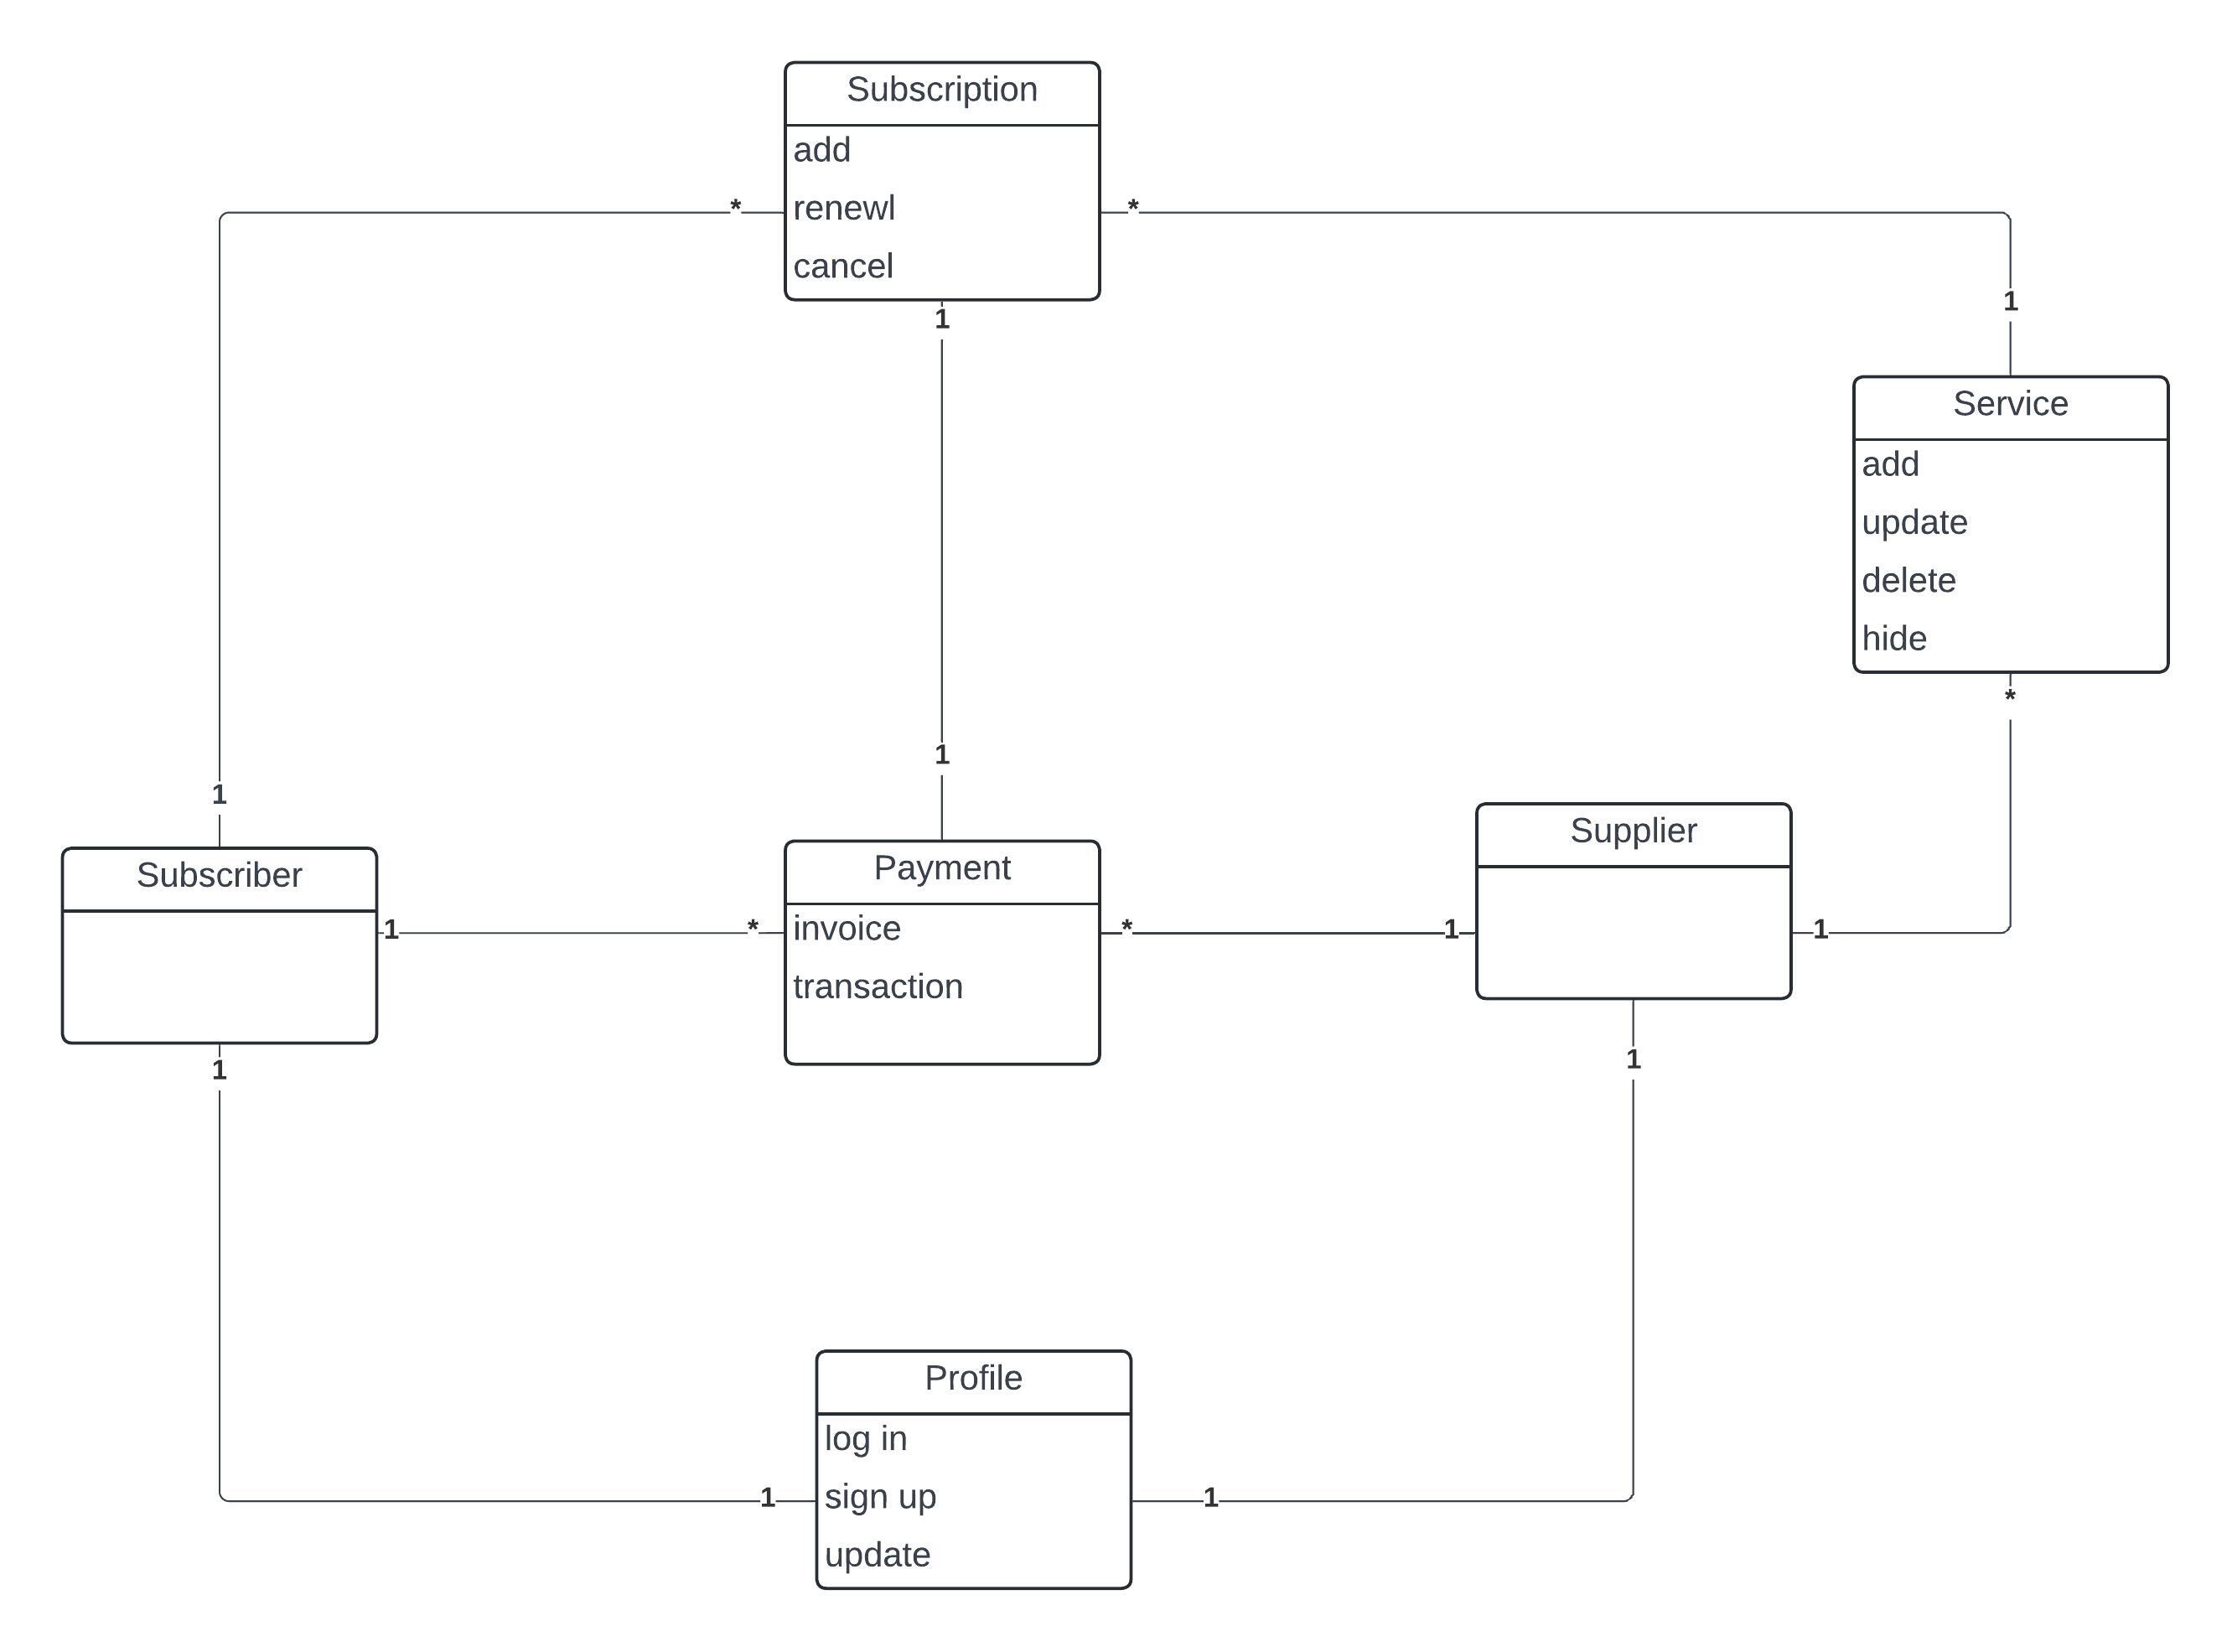 Subscription
add
renewl
cancel
*
*
1
1
Service
add
update
delete
hide
*
1
1
Subscriber
1
1
Payment
invoice
transaction
*
*
1
Supplier
1
1
1
Profile
log in
sign up
update
1
1